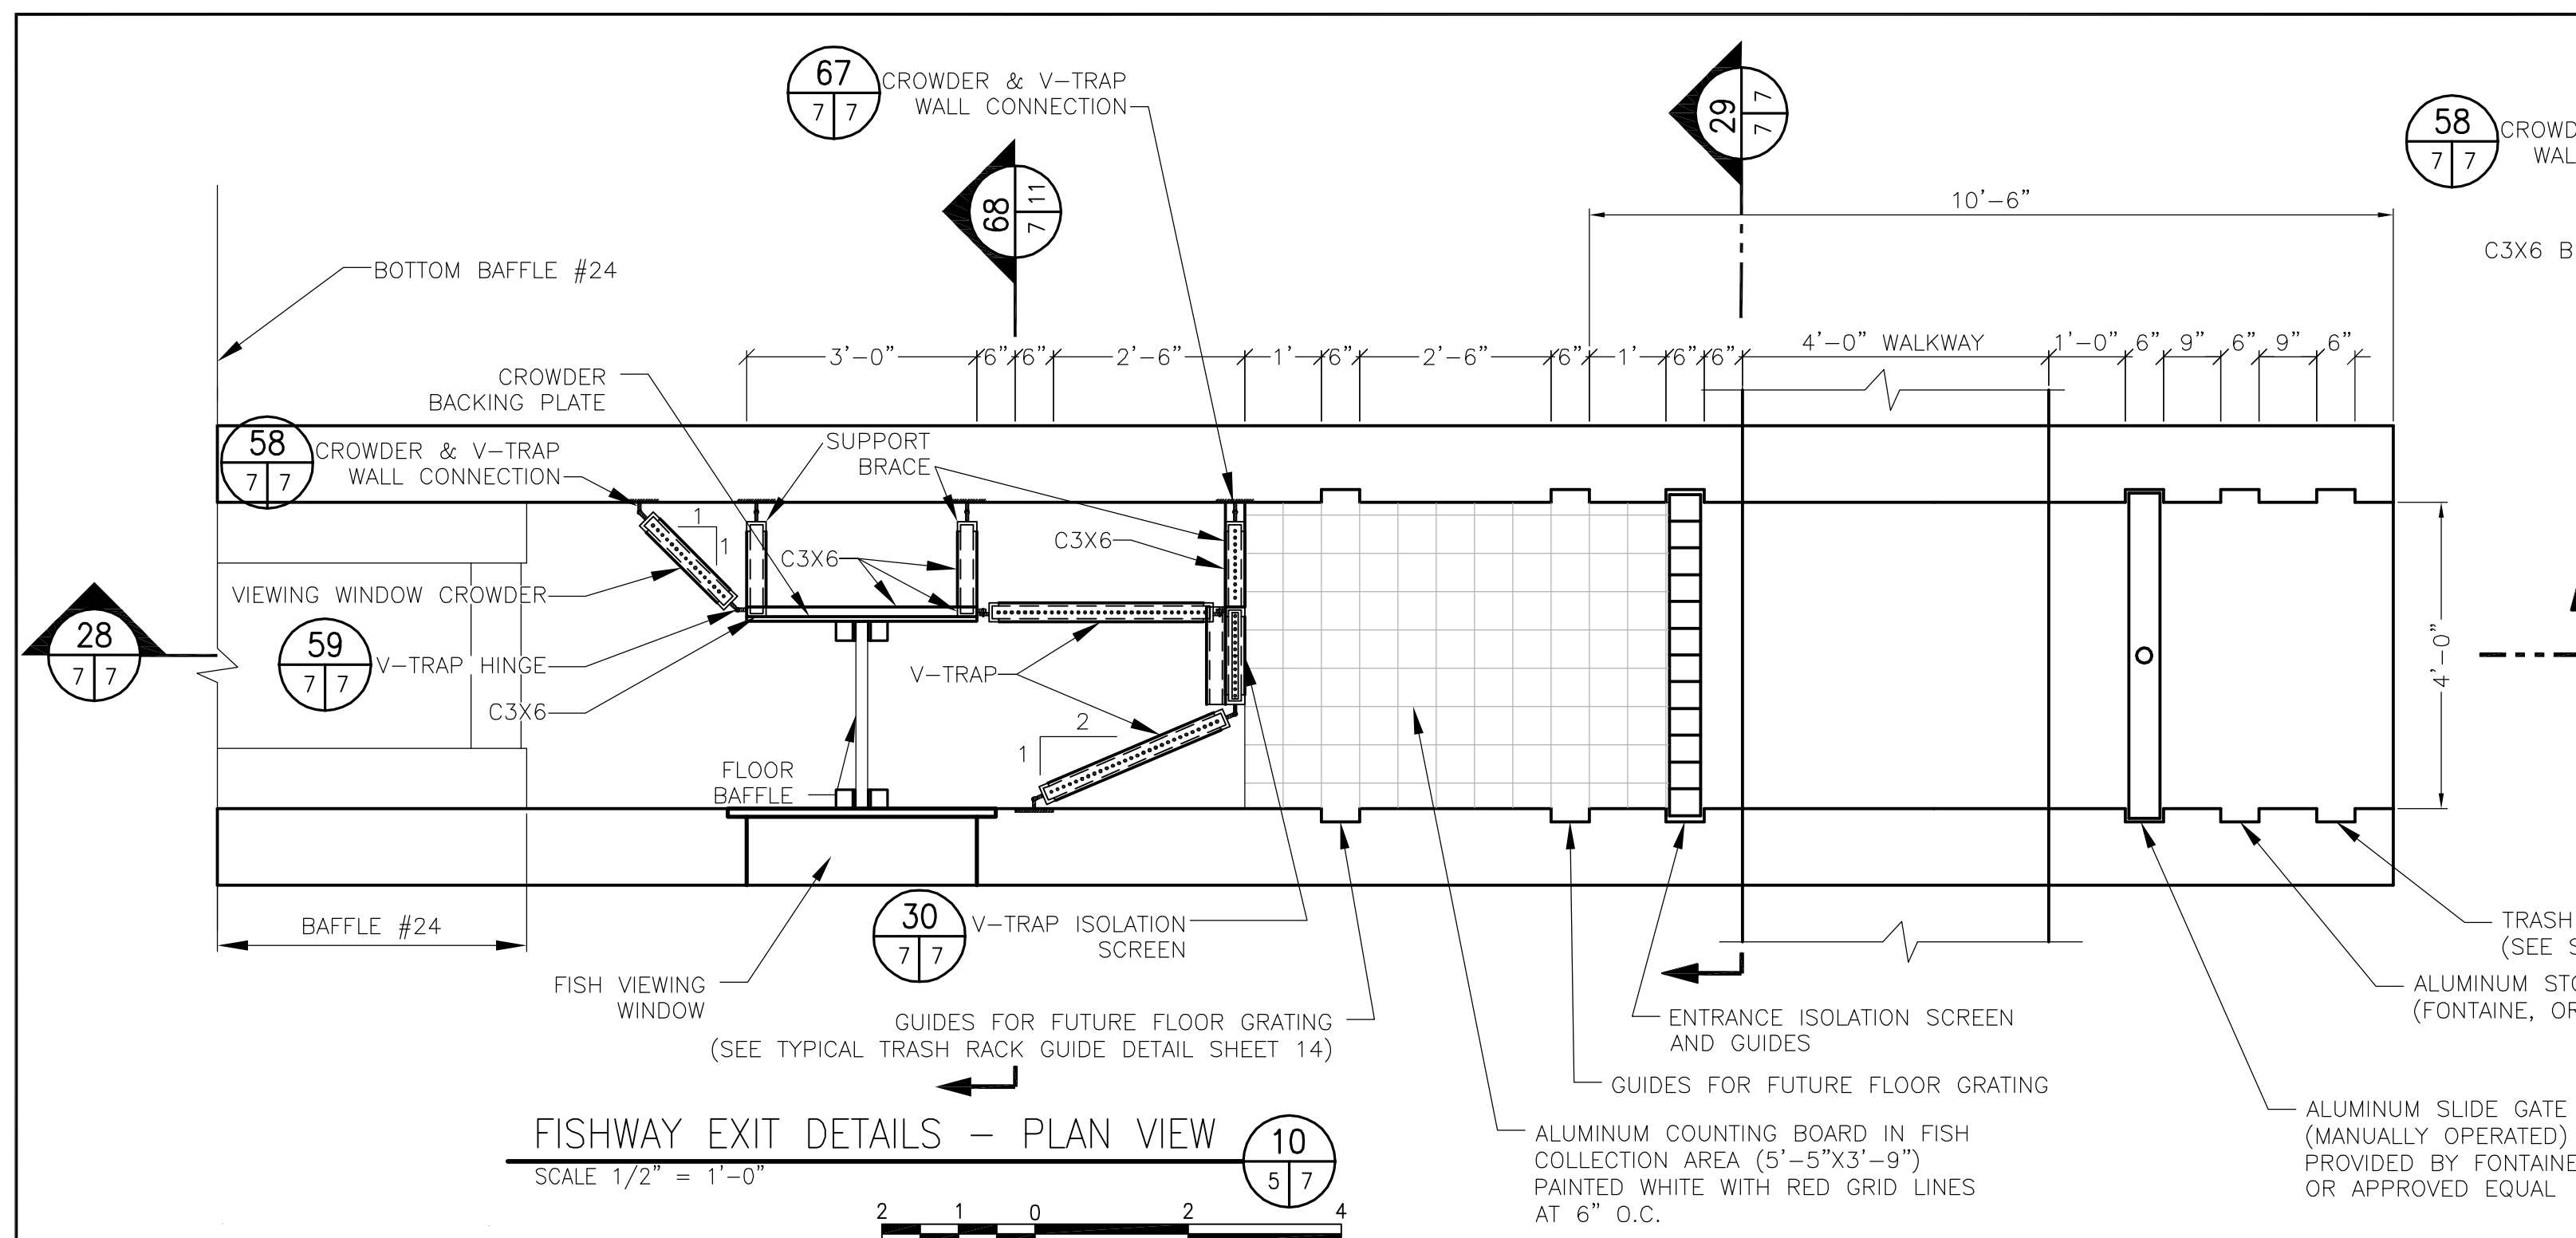 67
7 7
CROWDER & V-TRAP
WALL CONNECTION
29
7 7
58
7 7
CROWD
WAL
68
7 11
10'-6"
C3X6 B
BOTTOM BAFFLE #24
3'-0" 6" 6" 2'-6" 1' 6" 2'-6" 6" 1' 6" 6" 4'-0" WALKWAY 1'-0" 6" 9" 6" 9" 6"
CROWDER
BACKING PLATE
58
7 7
CROWDER & V-TRAP
WALL CONNECTION
SUPPORT
BRACE
1
1
C3X6
C3X6
VIEWING WINDOW CROWDER
28
7 7
59
7 7
V-TRAP HINGE
V-TRAP
C3X6
4'-0"
2
1
FLOOR
BAFFLE
BAFFLE #24
30
7 7
V-TRAP ISOLATION
SCREEN
FISH VIEWING
WINDOW
GUIDES FOR FUTURE FLOOR GRATING
(SEE TYPICAL TRASH RACK GUIDE DETAIL SHEET 14)
ENTRANCE ISOLATION SCREEN
AND GUIDES
GUIDES FOR FUTURE FLOOR GRATING
TRASH
(SEE S
ALUMINUM STO
(FONTAINE, OR
ALUMINUM COUNTING BOARD IN FISH
COLLECTION AREA (5'-5"X3'-9")
PAINTED WHITE WITH RED GRID LINES
AT 6" O.C.
ALUMINUM SLIDE GATE
(MANUALLY OPERATED)
PROVIDED BY FONTAINE
OR APPROVED EQUAL
FISHWAY EXIT DETAILS - PLAN VIEW
10
5 7
SCALE 1/2" = 1'-0"
2 1 0 2 4